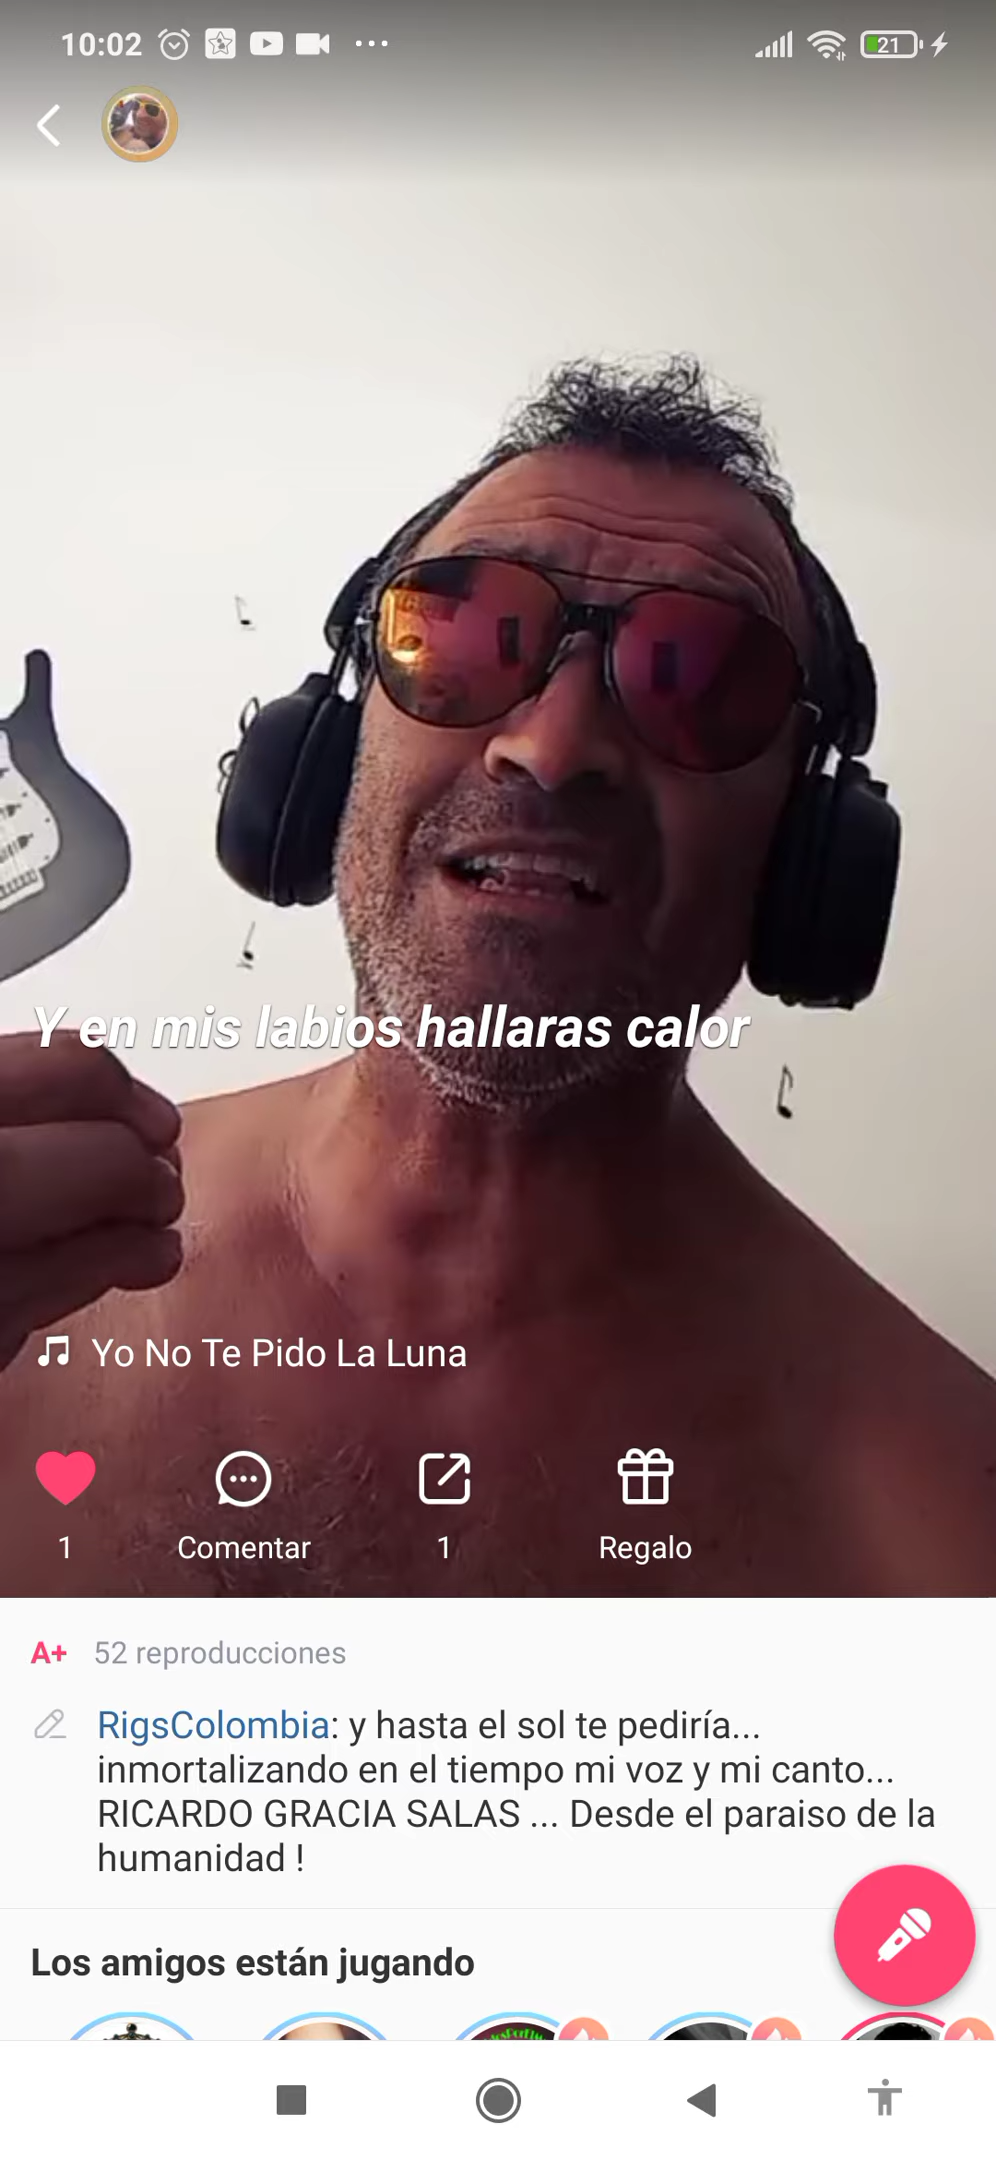 10:02
21
Y en mis labios hallaras calor
Yo No Te Pido La Luna
1
Comentar
1
Regalo
A+ 52 reproducciones
RigsColombia: y hasta el sol te pediría...
inmortalizando en el tiempo mi voz y mi canto...
RICARDO GRACIA SALAS ... Desde el paraiso de la
humanidad !
Los amigos están jugando